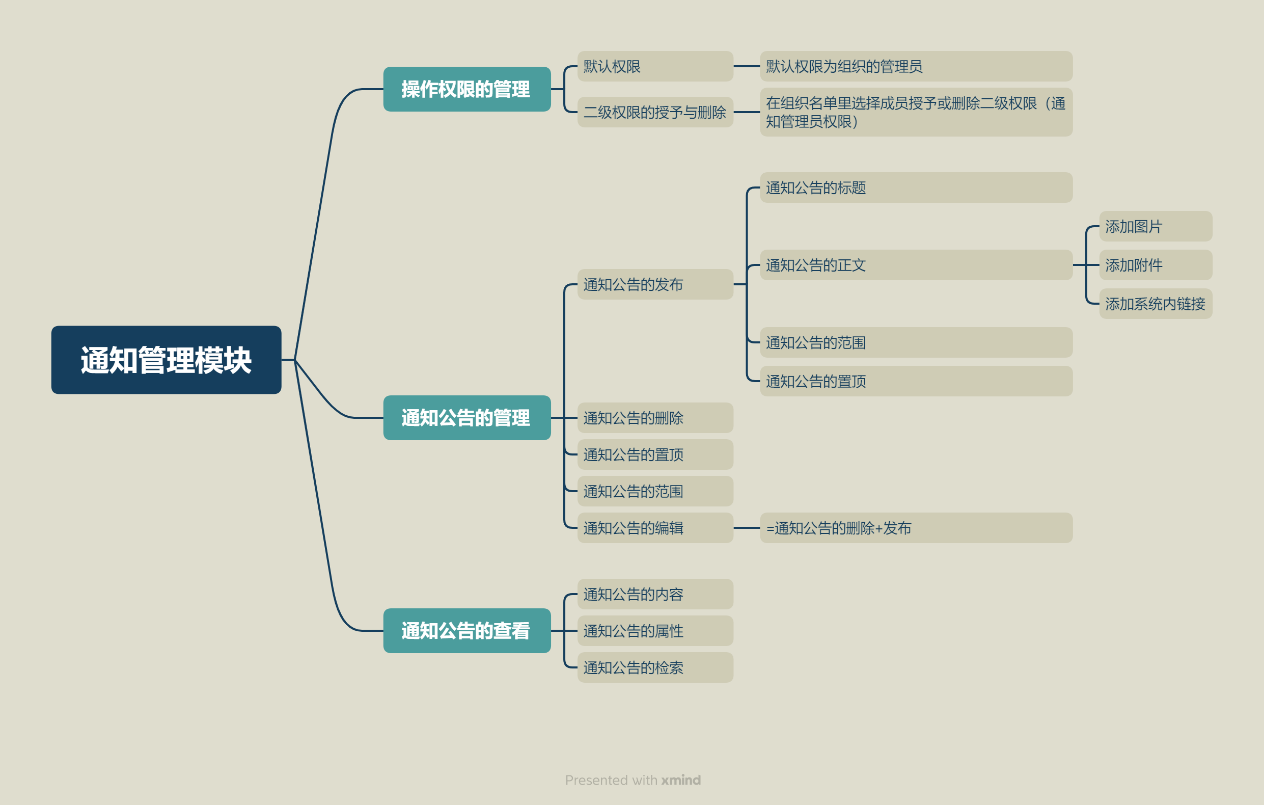 通知管理模块
操作权限的管理
默认权限
默认权限为组织的管理员
二级权限的授予与删除
在组织名单里选择成员授予或删除二级权限（通
知管理员权限）
通知公告的管理
通知公告的发布
通知公告的标题
通知公告的正文
添加图片
添加附件
添加系统内链接
通知公告的范围
通知公告的置顶
通知公告的删除
通知公告的置顶
通知公告的范围
通知公告的编辑
=通知公告的删除+发布
通知公告的查看
通知公告的内容
通知公告的属性
通知公告的检索
Presented with xmind